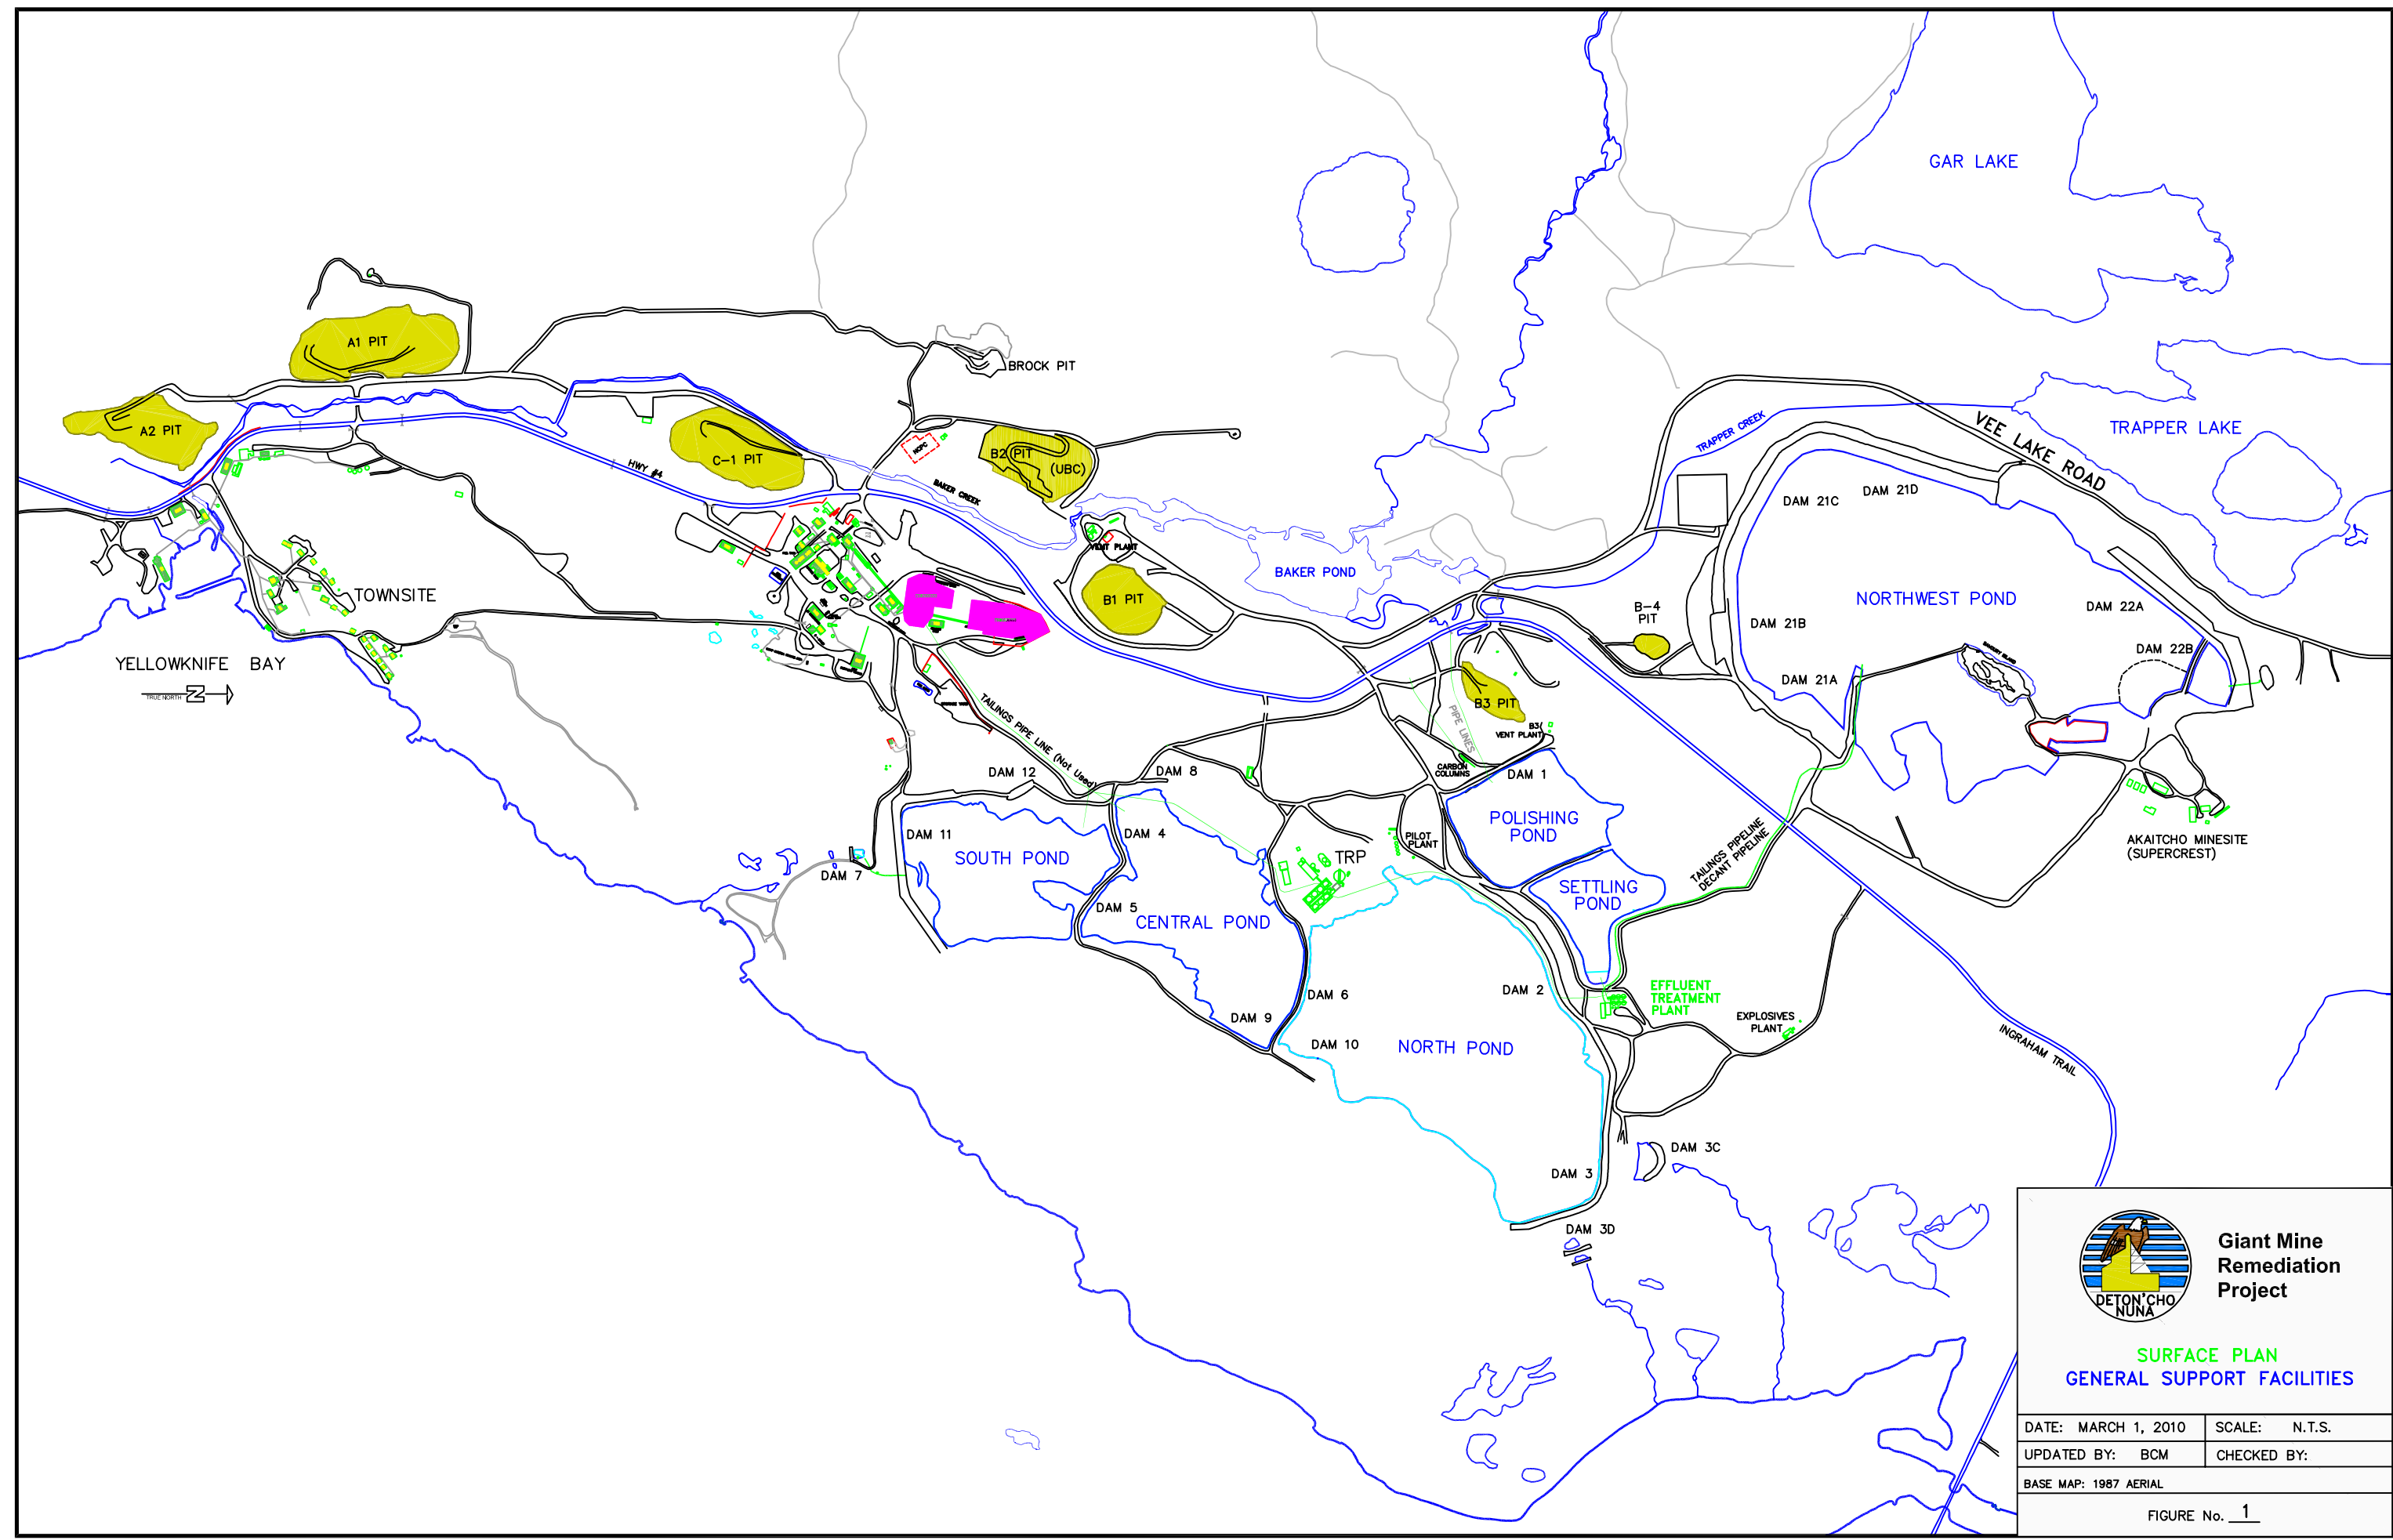 GAR LAKE
A1 PIT
BROCK PIT
A2 PIT
TRAPPER CREEK
VEE LAKE ROAD
TRAPPER LAKE
C-1 PIT
HWY #4
NCPC
B2 PIT
(UBC)
BAKER CREEK
DAM 21C
DAM 21D
VENT PLANT
BAKER POND
B1 PIT
TOWNSITE
NORTHWEST POND
B-4
PIT
DAM 21B
DAM 22A
DAM 22B
DAM 21A
YELLOWKNIFE BAY
TRUE NORTH
N
B3 PIT
PIPE LINES
B3
VENT PLANT
TAILINGS PIPE LINE (Not Used)
DAM 12
DAM 8
CARBON
COLUMNS
DAM 1
POLISHING
POND
DAM 11
DAM 4
SOUTH POND
PILOT
PLANT
TRP
TAILINGS PIPELINE
DECANT PIPELINE
AKAITCHO MINESITE
(SUPERCREST)
DAM 7
SETTLING
POND
DAM 5
CENTRAL POND
DAM 6
DAM 2
EFFLUENT
TREATMENT
PLANT
DAM 9
EXPLOSIVES
PLANT
DAM 10
NORTH POND
INGRAHAM TRAIL
DAM 3C
DAM 3
DAM 3D
DETON'CHO
NUNA
Giant Mine
Remediation
Project
SURFACE PLAN
GENERAL SUPPORT FACILITIES
DATE: MARCH 1, 2010
SCALE: N.T.S.
UPDATED BY: BCM
CHECKED BY:
BASE MAP: 1987 AERIAL
FIGURE No. 1